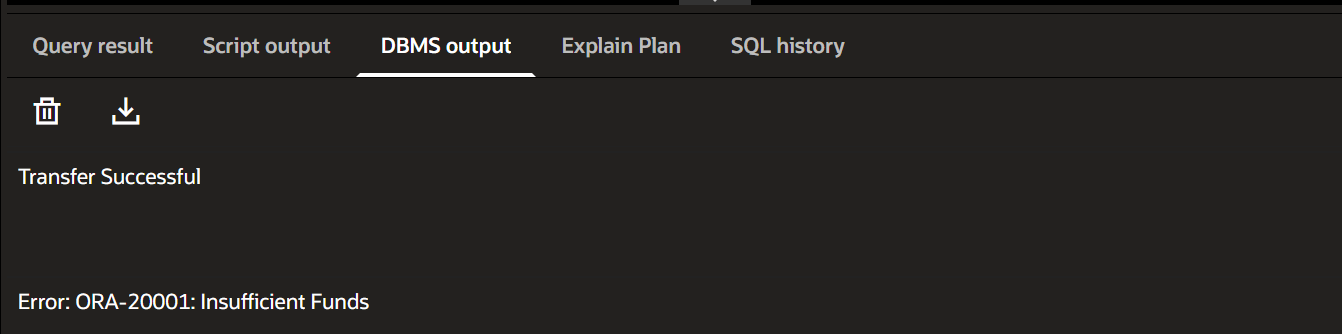 Query result Script output DBMS output Explain Plan SQL history
Transfer Successful
Error: ORA-20001: Insufficient Funds